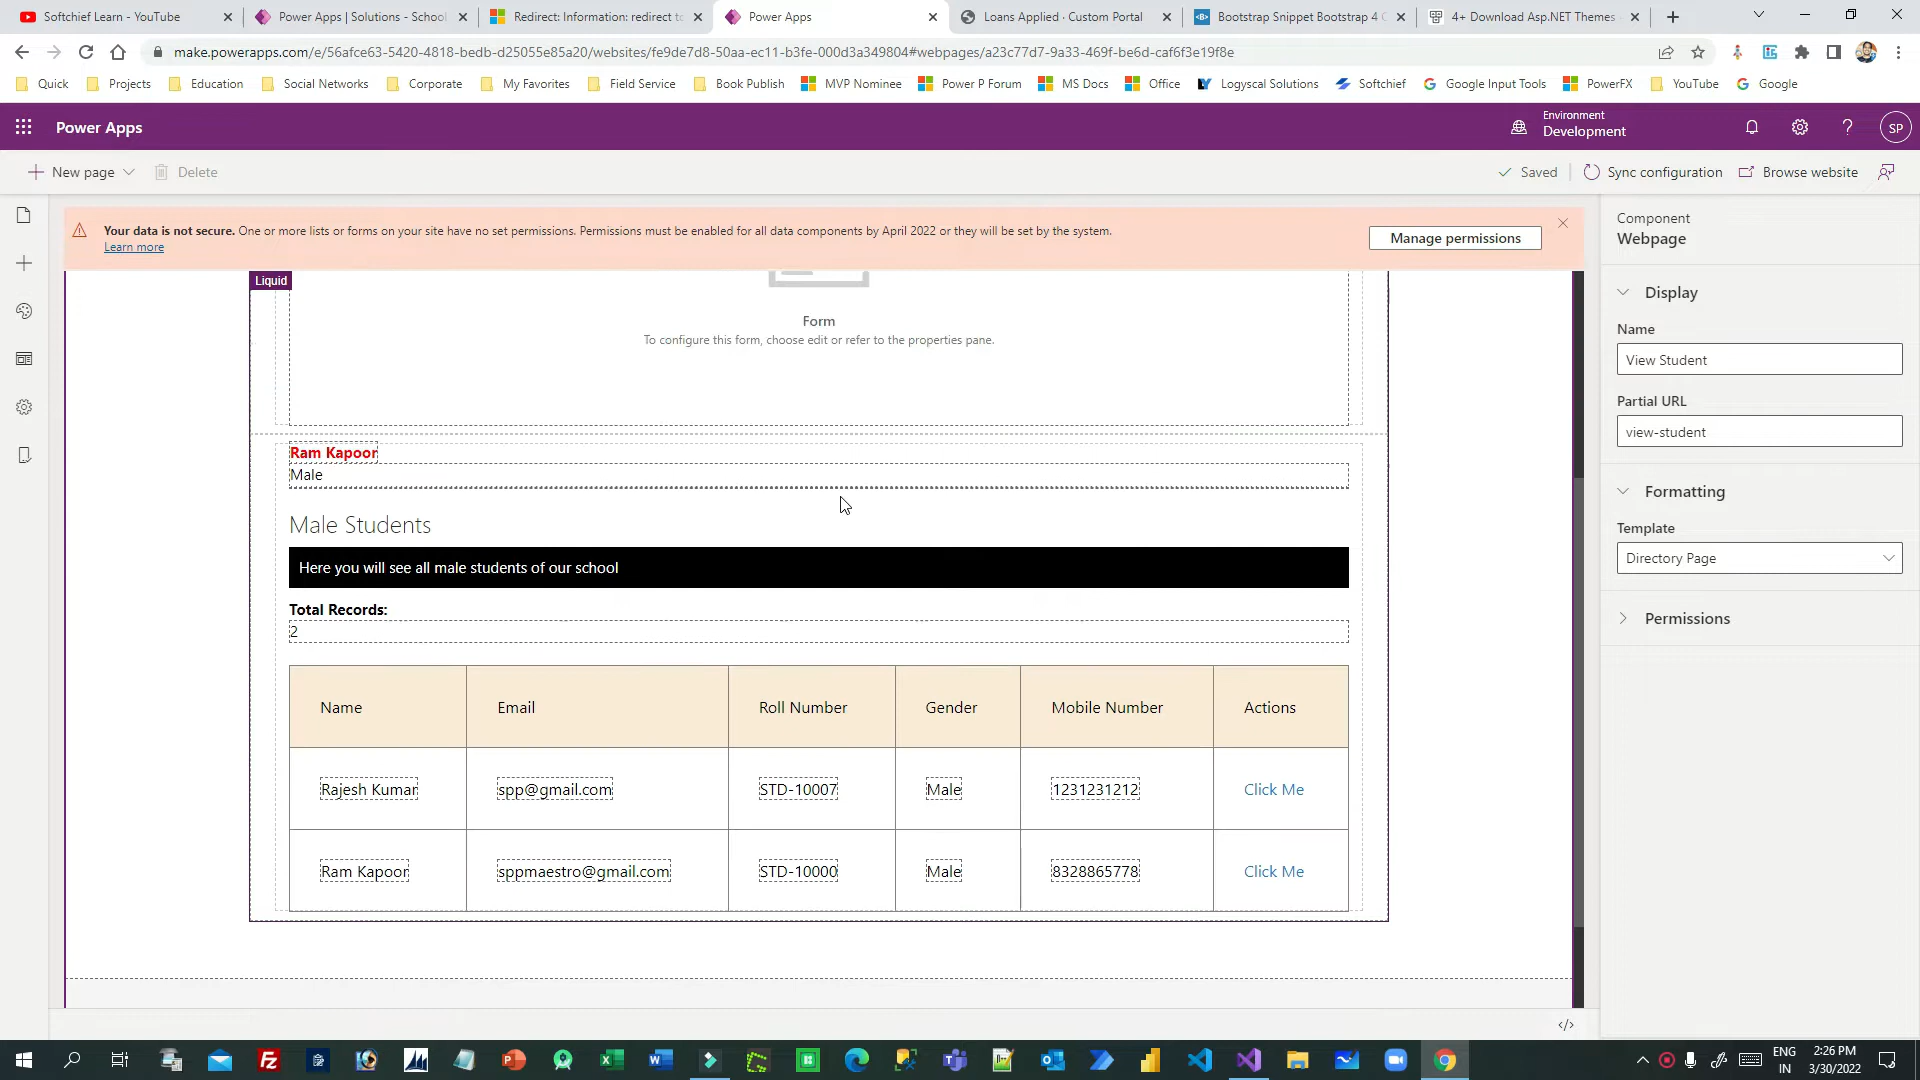 Softchief Learn - YouTube
Power Apps | Solutions - School
Redirect: Information: redirect to
Power Apps
Loans Applied · Custom Portal
Bootstrap Snippet Bootstrap 4 C
4+ Download Asp.NET Themes
make.powerapps.com/e/56afce63-5420-4818-bedb-d25055e85a20/websites/fe9de7d8-50aa-ec11-b3fe-000d3a349804#webpages/a23c77d7-9a33-469f-be6d-caf6f3e19f8e
Quick
Projects
Education
Social Networks
Corporate
My Favorites
Field Service
Book Publish
MVP Nominee
Power P Forum
MS Docs
Office
Logyscal Solutions
Softchief
Google Input Tools
PowerFX
YouTube
Google
Power Apps
Environment
Development
SP
New page
Delete
Saved
Sync configuration
Browse website
Your data is not secure. One or more lists or forms on your site have no set permissions. Permissions must be enabled for all data components by April 2022 or they will be set by the system.
Learn more
Manage permissions
Component
Webpage
Display
Name
View Student
Partial URL
view-student
Formatting
Template
Directory Page
Permissions
Liquid
Form
To configure this form, choose edit or refer to the properties pane.
Ram Kapoor
Male
Male Students
Here you will see all male students of our school
Total Records:
2
Name Email Roll Number Gender Mobile Number Actions
Rajesh Kumar spp@gmail.com STD-10007 Male 1231231212 Click Me
Ram Kapoor sppmaestro@gmail.com STD-10000 Male 8328865778 Click Me
</>
ENG
IN
2:26 PM
3/30/2022